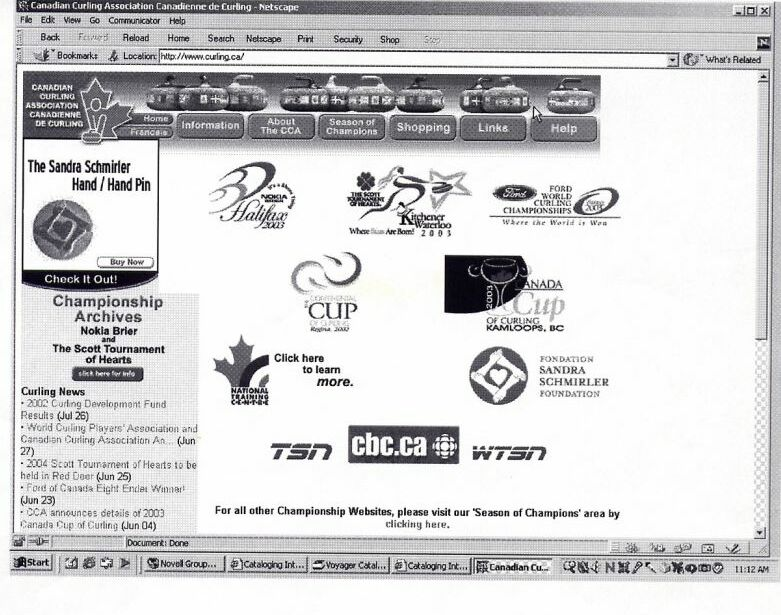 Canadian Curling Association Canadienne de Curling - Netscape
File Edit View Go Communicator Help
Back Forward Reload Home Search Netscape Print Security Shop Stop
Bookmarks Location: http://www.curling.ca/ What's Related
CANADIAN
CURLING
ASSOCIATION
CANADIENNE
DE CURLING
Home
Français
Information
About
The CCA
Season of
Champions
Shopping
Links
Help
The Sandra Schmirler
Hand / Hand Pin
Buy Now
Check It Out!
Championship
Archives
Nokia Brier
and
The Scott Tournament
of Hearts
click here for info
Curling News
• 2002 Curling Development Fund
Results (Jul 26)
• World Curling Players' Association and
Canadian Curling Association An... (Jun
27)
• 2004 Scott Tournament of Hearts to be
held in Red Deer (Jun 25)
• Ford of Canada Eight Ender Winner!
(Jun 23)
• CCA announces details of 2003
Canada Cup of Curling (Jun 04)
NOKIA
Halifax
2003
THE SCOTT
TOURNAMENT
OF HEARTS
Kitchener
Waterloo
Where Stars Are Born! 2003
Ford
FORD
WORLD
CURLING
CHAMPIONSHIPS
2003
Where the World is Won
THE CONTINENTAL
CUP
OF CURLING
Regina, 2002
2003
CANADA
Cup
OF CURLING
KAMLOOPS, BC
NATIONAL
TRAINING
C•E•N•T•R•E
Click here
to learn
more.
FONDATION
SANDRA
SCHMIRLER
FOUNDATION
TSN
cbc.ca
WTSN
For all other Championship Websites, please visit our 'Season of Champions' area by
clicking here.
Document: Done
Start Novell Group... Cataloging Int... Voyager Catal... Cataloging Int... Canadian Cu... 11:12 AM